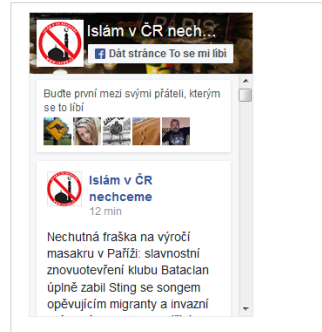 Islám v ČR nech...
Dát stránce To se mi líbí
Buďte první mezi svými přáteli, kterým
se to líbí
Islám v ČR
nechceme
12 min
Nechutná fraška na výročí
masakru v Paříži: slavnostní
znovuotevření klubu Bataclan
úplně zabil Sting se songem
opěvujícím migranty a invazní